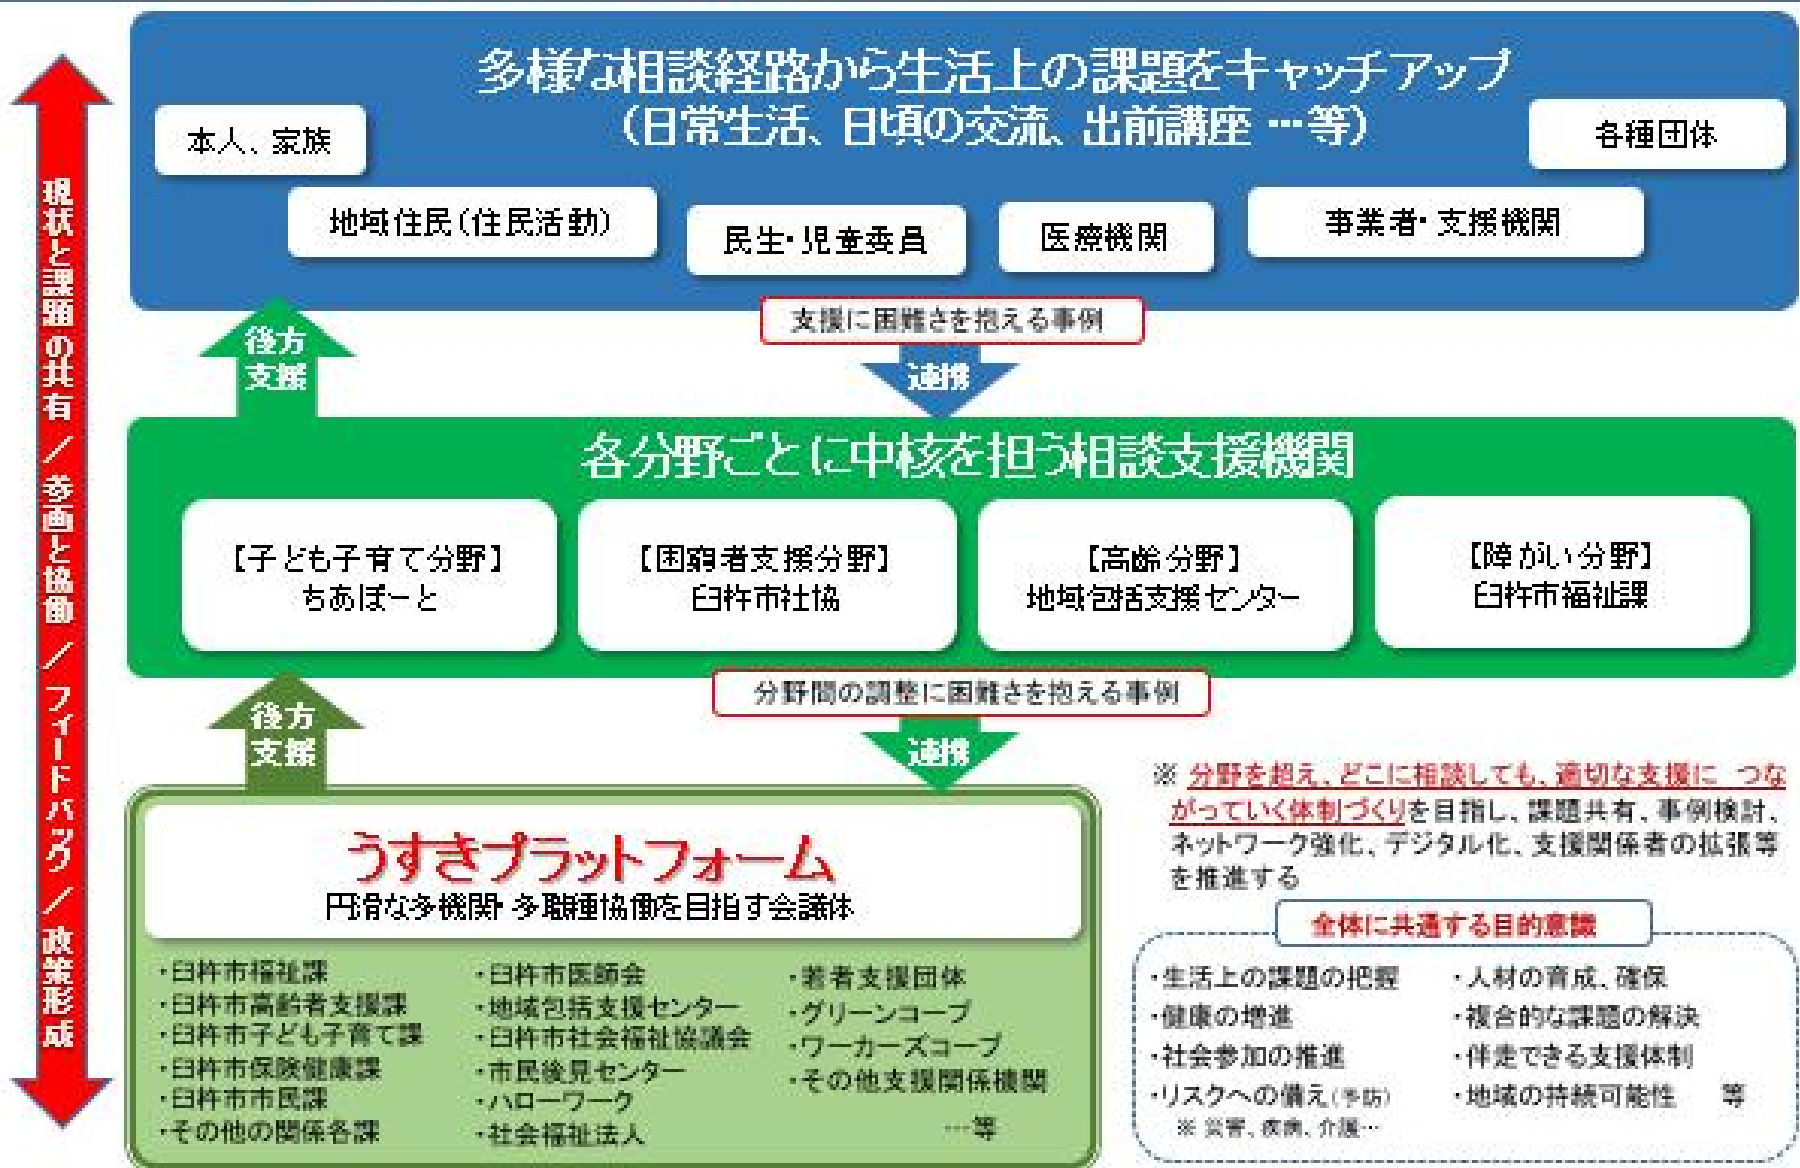 多様な相談経路から生活上の課題をキャッチアップ
（日常生活、日頃の交流、出前講座 …等）
本人、家族
各種団体
地域住民（住民活動）
民生・児童委員
医療機関
事業者・支援機関
現状と課題の共有 / 参画と協働 / フィードバック / 政策形成
後方
支援
支援に困難さを抱える事例
連携
各分野ごとに中核を担う相談支援機関
【子ども子育て分野】
ちあぽーと
【困窮者支援分野】
臼杵市社協
【高齢分野】
地域包括支援センター
【障がい分野】
臼杵市福祉課
後方
支援
分野間の調整に困難さを抱える事例
連携
うすきプラットフォーム
円滑な多機関・多職種協働を目指す会議体
・臼杵市福祉課
・臼杵市高齢者支援課
・臼杵市子ども子育て課
・臼杵市保険健康課
・臼杵市市民課
・その他の関係各課
・臼杵市医師会
・地域包括支援センター
・臼杵市社会福祉協議会
・市民後見センター
・ハローワーク
・社会福祉法人
・若者支援団体
・グリーンコープ
・ワーカーズコープ
・その他支援関係機関
…等
※ 分野を超え、どこに相談しても、適切な支援に つな
がっていく体制づくりを目指し、課題共有、事例検討、
ネットワーク強化、デジタル化、支援関係者の拡張等
を推進する
全体に共通する目的意識
・生活上の課題の把握
・健康の増進
・社会参加の推進
・リスクへの備え（予防）
※ 災害、疾病、介護…
・人材の育成、確保
・複合的な課題の解決
・伴走できる支援体制
・地域の持続可能性 等